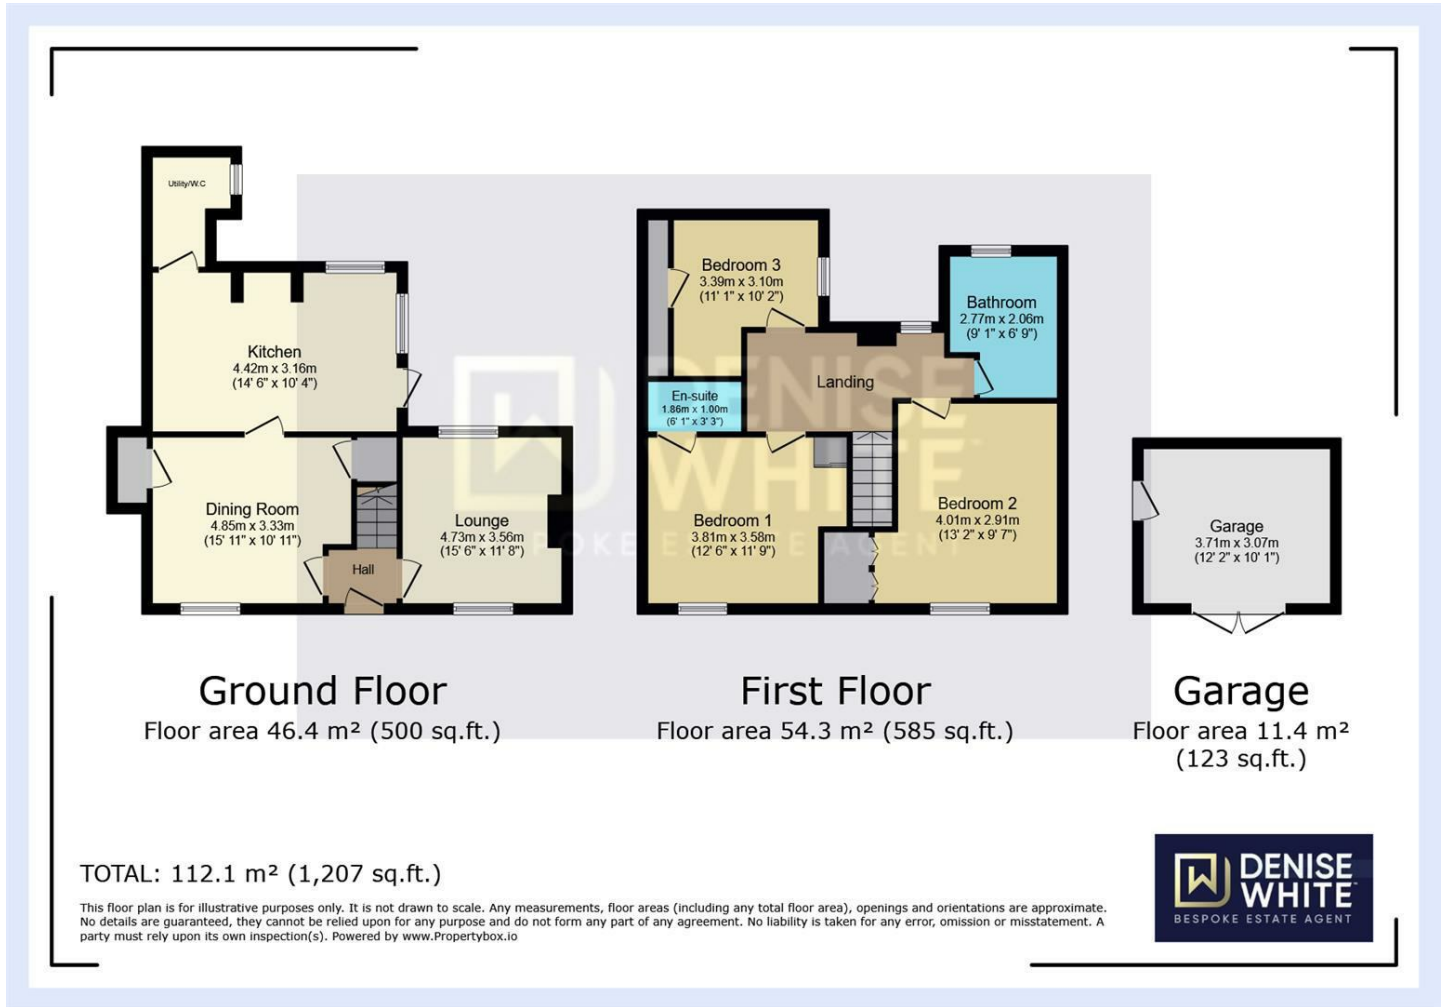 Utility/W.C
Kitchen
4.42m x 3.16m
(14' 6" x 10' 4")
Dining Room
4.85m x 3.33m
(15' 11" x 10' 11")
Lounge
4.73m x 3.56m
(15' 6" x 11' 8")
Hall
Bedroom 3
3.39m x 3.10m
(11' 1" x 10' 2")
Bathroom
2.77m x 2.06m
(9' 1" x 6' 9")
Landing
En-suite
1.86m x 1.00m
(6' 1" x 3' 3")
Bedroom 1
3.81m x 3.58m
(12' 6" x 11' 9")
Bedroom 2
4.01m x 2.91m
(13' 2" x 9' 7")
Garage
3.71m x 3.07m
(12' 2" x 10' 1")
DENISE
WHITE™
BESPOKE ESTATE AGENT
Ground Floor
Floor area 46.4 m² (500 sq.ft.)
First Floor
Floor area 54.3 m² (585 sq.ft.)
Garage
Floor area 11.4 m²
(123 sq.ft.)
TOTAL: 112.1 m² (1,207 sq.ft.)
This floor plan is for illustrative purposes only. It is not drawn to scale. Any measurements, floor areas (including any total floor area), openings and orientations are approximate.
No details are guaranteed, they cannot be relied upon for any purpose and do not form any part of any agreement. No liability is taken for any error, omission or misstatement. A
party must rely upon its own inspection(s). Powered by www.Propertybox.io
DENISE
WHITE™
BESPOKE ESTATE AGENT